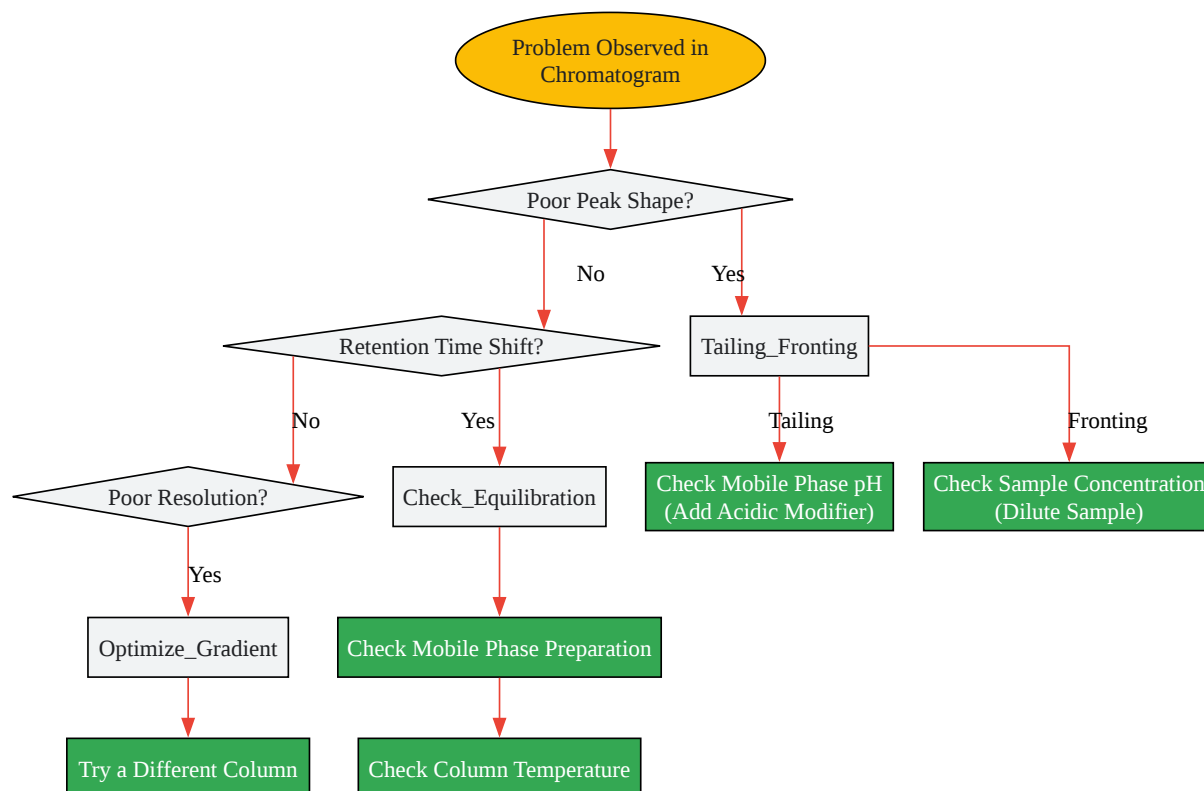 Problem Observed in
Chromatogram
Poor Peak Shape?
No
Yes
Retention Time Shift?
Tailing_Fronting
No
Yes
Tailing
Fronting
Poor Resolution?
Check_Equilibration
Check Mobile Phase pH
(Add Acidic Modifier)
Check Sample Concentration
(Dilute Sample)
Yes
Optimize_Gradient
Check Mobile Phase Preparation
Try a Different Column
Check Column Temperature